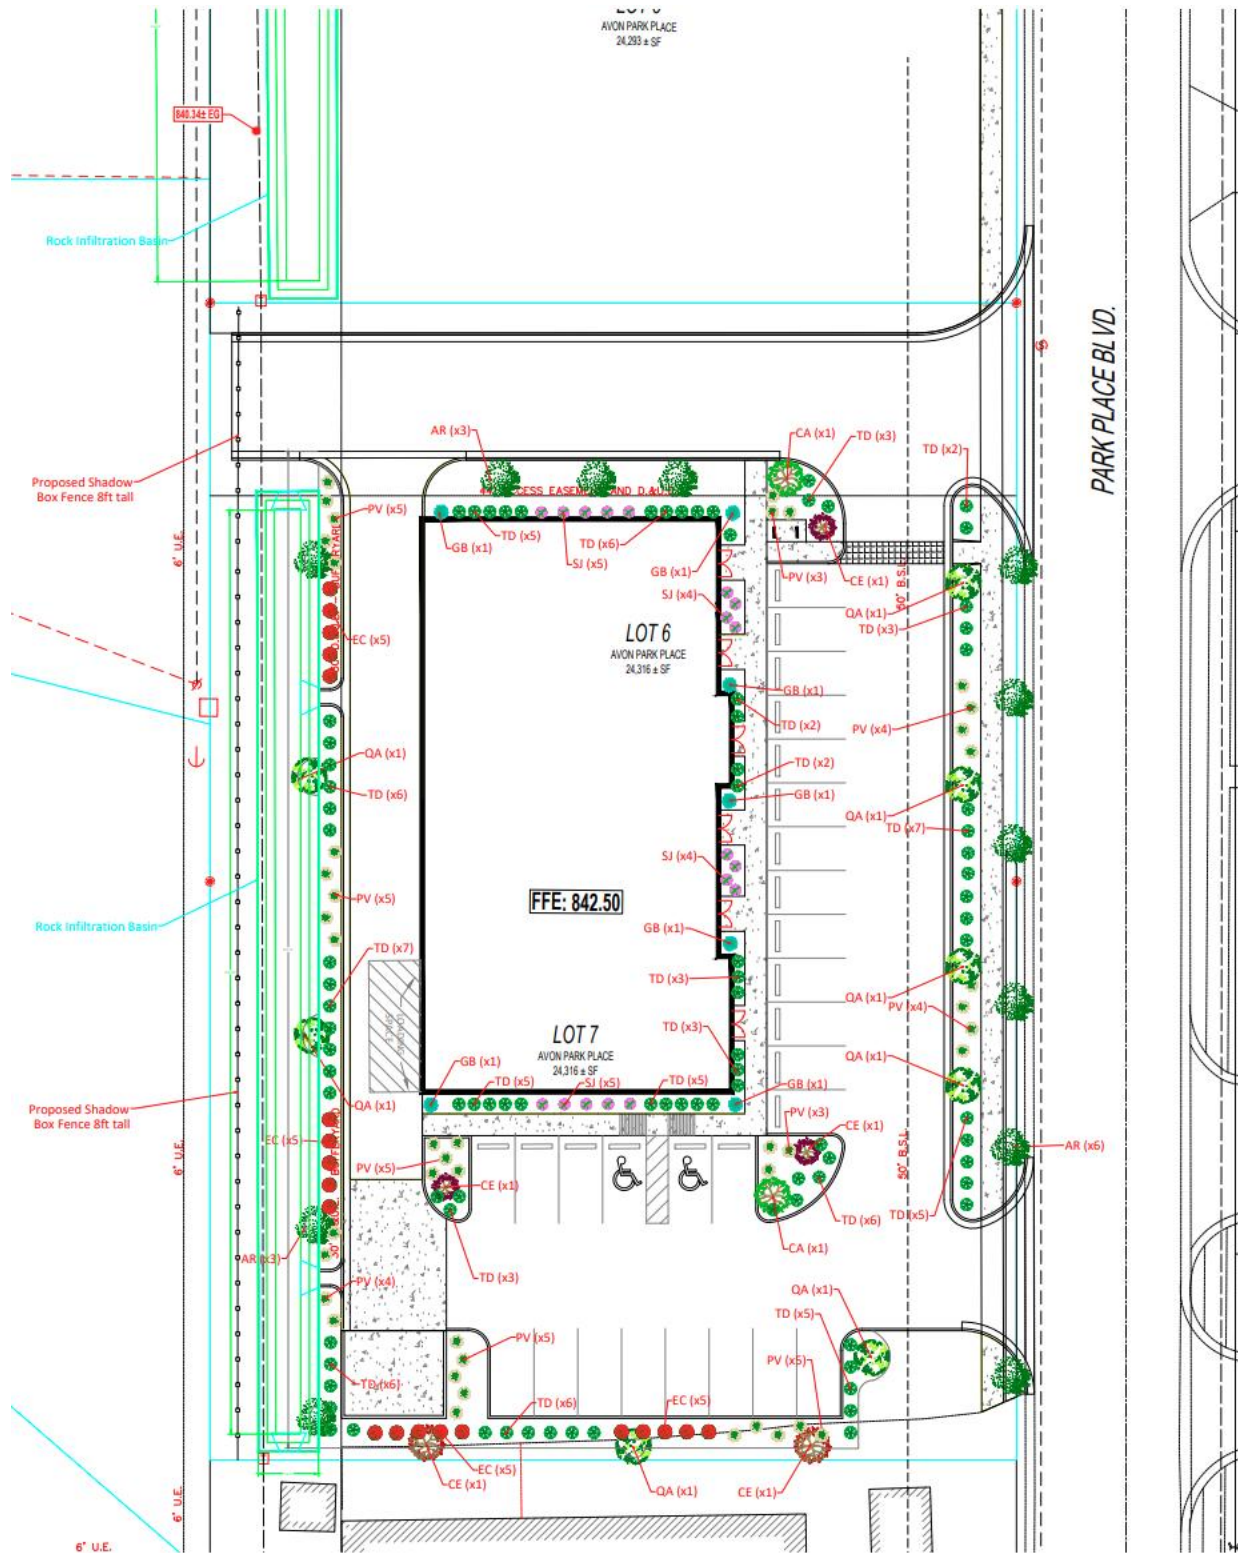 AVON PARK PLACE
24,293 ± SF
840.34± EG
Rock Infiltration Basin
PARK PLACE BLVD.
AR (x3)
CA (x1)
TD (x3)
TD (x2)
Proposed Shadow
Box Fence 8ft tall
PV (x5)
GB (x1)
TD (x5)
SJ (x5)
TD (x6)
GB (x1)
PV (x3)
CE (x1)
6' U.E.
SJ (x4)
QA (x1)
TD (x3)
EC (x5)
LOT 6
AVON PARK PLACE
24,316 ± SF
GB (x1)
TD (x2)
PV (x4)
QA (x1)
TD (x6)
TD (x2)
GB (x1)
QA (x1)
TD (x7)
SJ (x4)
PV (x5)
FFE: 842.50
Rock Infiltration Basin
GB (x1)
TD (x7)
TD (x3)
QA (x1)
PV (x4)
LOADING
SPACE
TD (x3)
LOT 7
AVON PARK PLACE
24,316 ± SF
QA (x1)
GB (x1)
TD (x5)
SJ (x5)
TD (x5)
GB (x1)
QA (x1)
Proposed Shadow
Box Fence 8ft tall
PV (x3)
CE (x1)
EC (x5
AR (x6)
6' U.E.
PV (x5)
50' B.S.L.
CE (x1)
TD (x6)
TD (x5)
CA (x1)
AR (x3)
TD (x3)
PV (x4)
QA (x1)
TD (x5)
PV (x5)
PV (x5)
TD (x6)
TD (x6)
EC (x5)
EC (x5)
CE (x1)
QA (x1)
CE (x1)
6' U.E.
6' U.E.